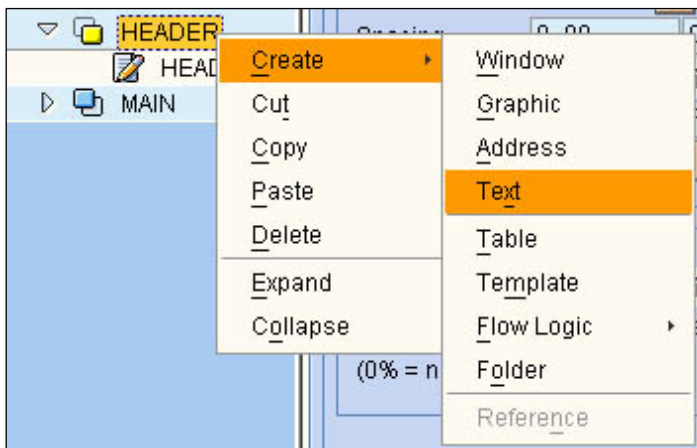 HEADER
HEAD
MAIN
Create
Cut
Copy
Paste
Delete
Expand
Collapse
Window
Graphic
Address
Text
Table
Template
Flow Logic
Folder
Reference
(0% = n